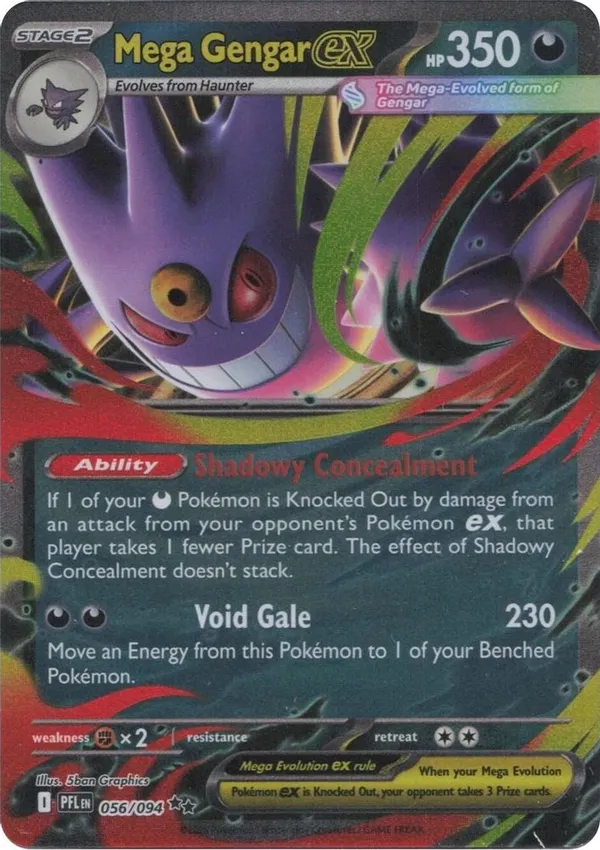 STAGE2
Mega Gengar ex
HP 350
Evolves from Haunter
The Mega-Evolved form of
Gengar
Ability Shadowy Concealment
If 1 of your Pokémon is Knocked Out by damage from
an attack from your opponent's Pokémon ex, that
player takes 1 fewer Prize card. The effect of Shadowy
Concealment doesn't stack.
Void Gale 230
Move an Energy from this Pokémon to 1 of your Benched
Pokémon.
weakness ×2 resistance retreat
Mega Evolution ex rule
When your Mega Evolution
Pokémon ex is Knocked Out, your opponent takes 3 Prize cards.
Illus. 5ban Graphics
PFL EN 056/094
GAME FREAK